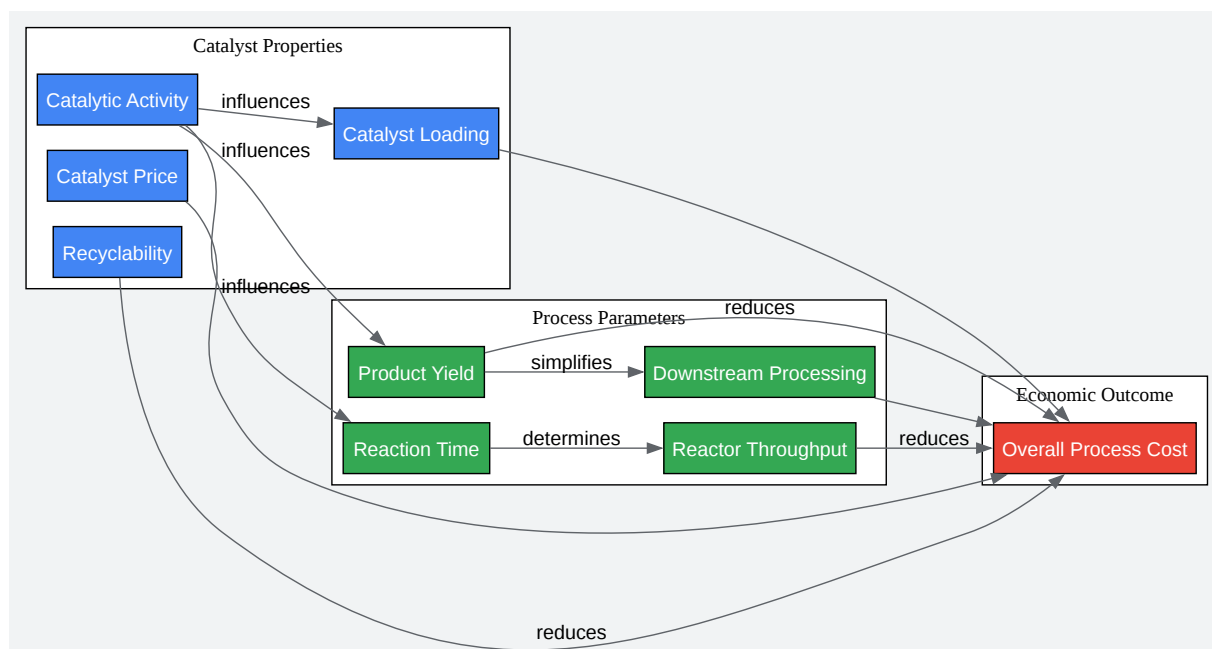 Catalyst Properties
Catalytic Activity
influences
Catalyst Loading
influences
Catalyst Price
Recyclability
influences
Process Parameters
reduces
Product Yield
simplifies
Downstream Processing
Economic Outcome
Reaction Time
determines
Reactor Throughput
reduces
Overall Process Cost
reduces